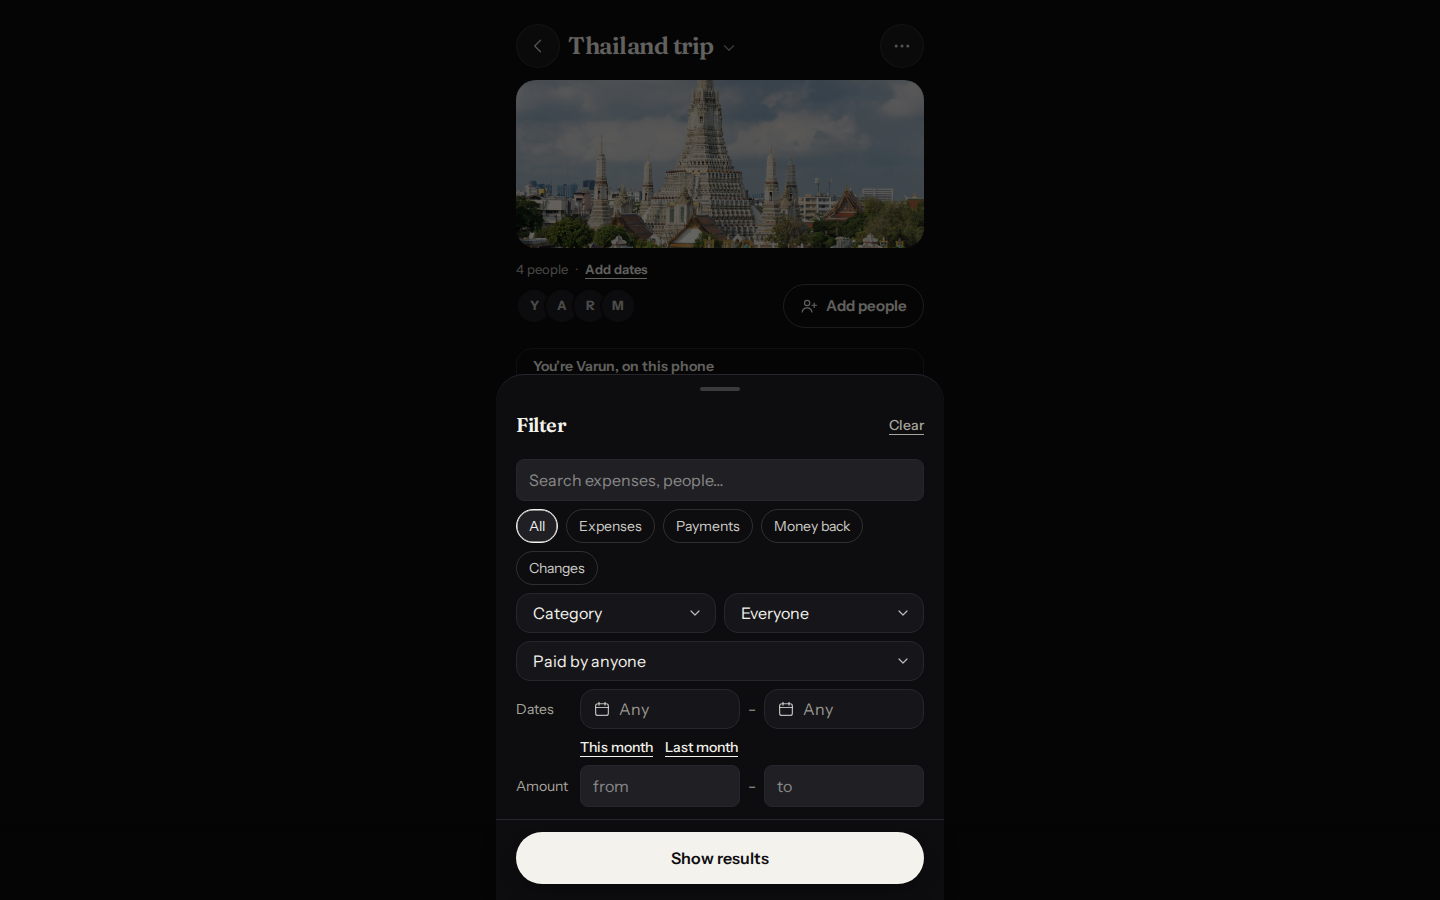 Thailand trip
4 people · Add dates
Y A R M
Add people
You're Varun, on this phone
Filter
Clear
Search expenses, people...
All
Expenses
Payments
Money back
Changes
Category
Everyone
Paid by anyone
Dates
Any
-
Any
This month
Last month
Amount
from
-
to
Show results